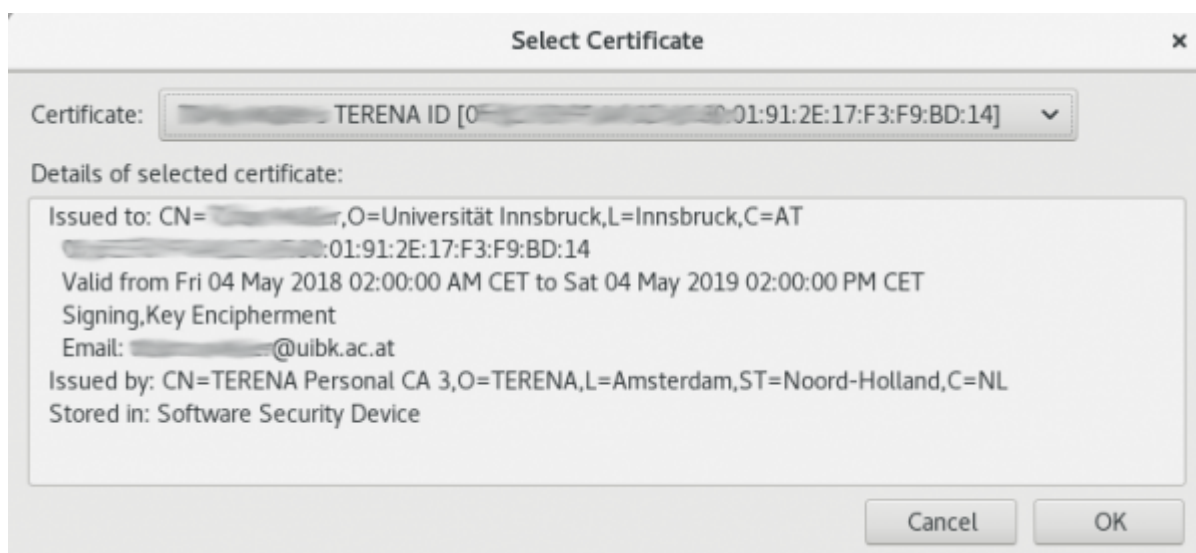 Select Certificate
Certificate: TERENA ID [0 :01:91:2E:17:F3:F9:BD:14]
Details of selected certificate:
Issued to: CN= ,O=Universität Innsbruck,L=Innsbruck,C=AT
:01:91:2E:17:F3:F9:BD:14
Valid from Fri 04 May 2018 02:00:00 AM CET to Sat 04 May 2019 02:00:00 PM CET
Signing,Key Encipherment
Email: @uibk.ac.at
Issued by: CN=TERENA Personal CA 3,O=TERENA,L=Amsterdam,ST=Noord-Holland,C=NL
Stored in: Software Security Device
Cancel OK